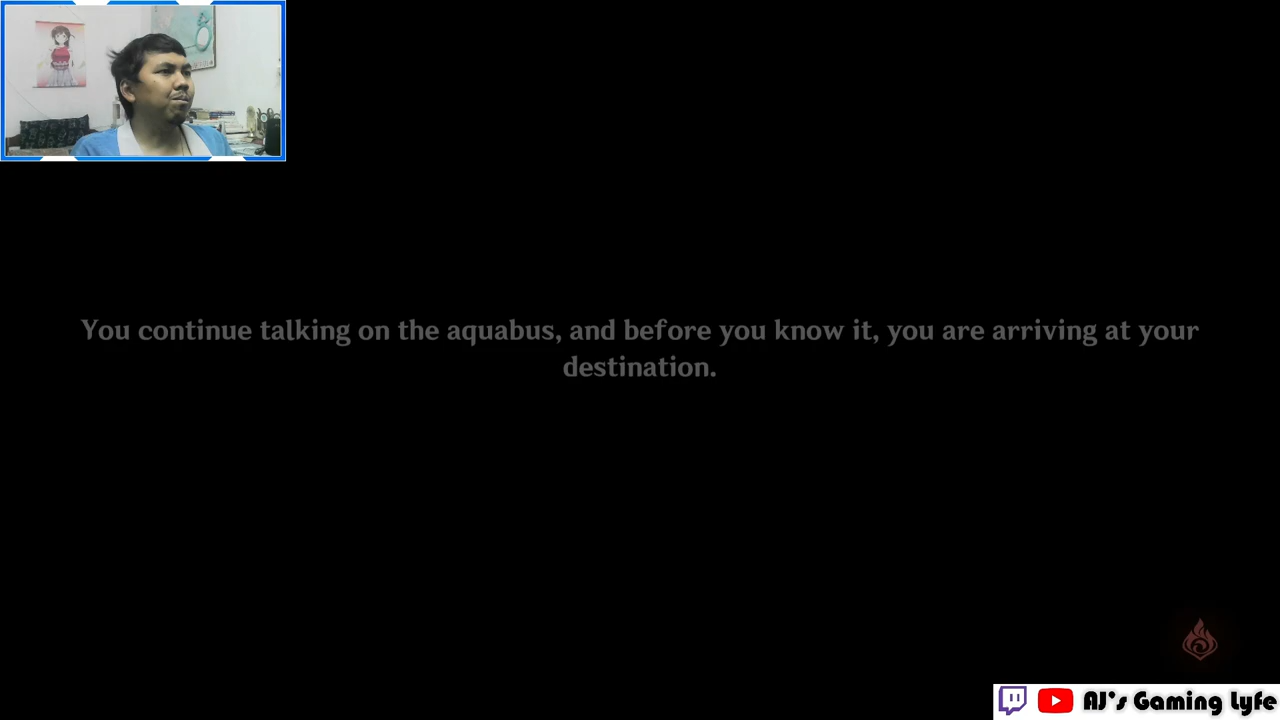 You continue talking on the aquabus, and before you know it, you are arriving at your
destination.
AJ's Gaming Lyfe